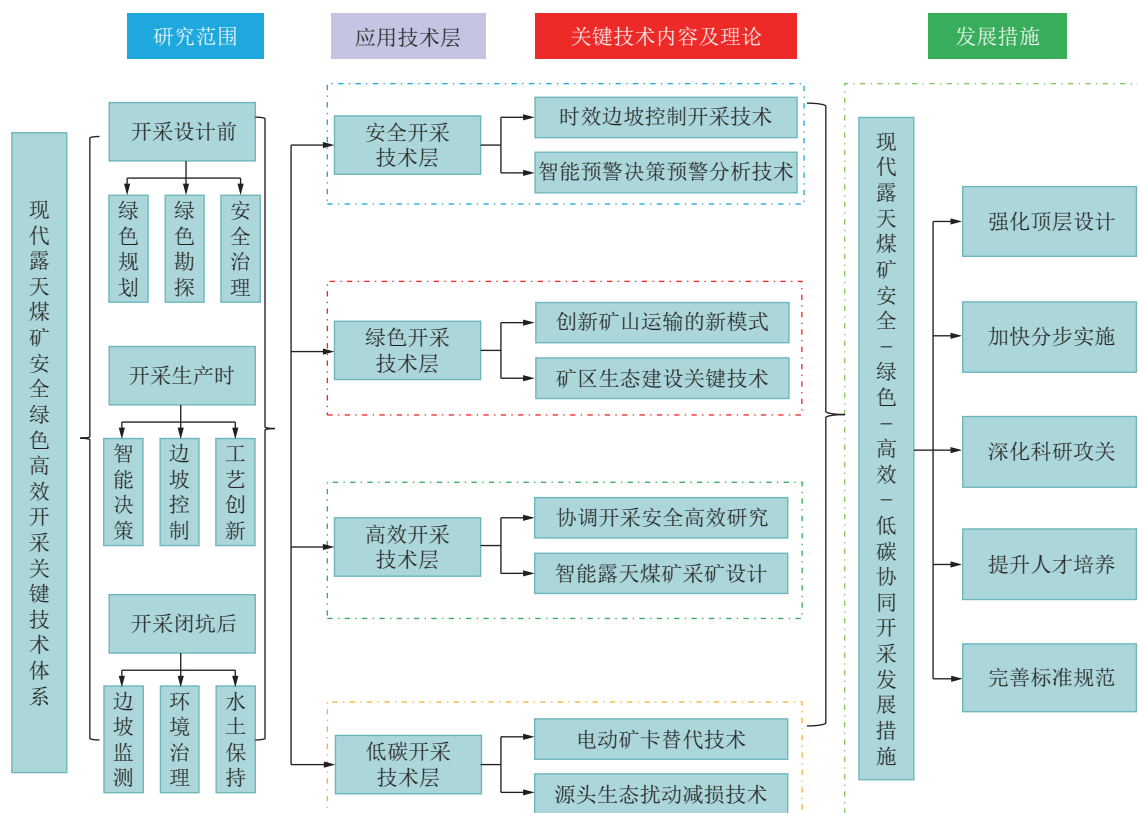 研究范围
应用技术层
关键技术内容及理论
发展措施
现代露天煤矿安全绿色高效开采关键技术体系
开采设计前
绿色规划
绿色勘探
安全治理
开采生产时
智能决策
边坡控制
工艺创新
开采闭坑后
边坡监测
环境治理
水土保持
安全开采
技术层
时效边坡控制开采技术
智能预警决策预警分析技术
绿色开采
技术层
创新矿山运输的新模式
矿区生态建设关键技术
高效开采
技术层
协调开采安全高效研究
智能露天煤矿采矿设计
低碳开采
技术层
电动矿卡替代技术
源头生态扰动减损技术
现代露天煤矿安全–绿色–高效–低碳协同开采发展措施
强化顶层设计
加快分步实施
深化科研攻关
提升人才培养
完善标准规范